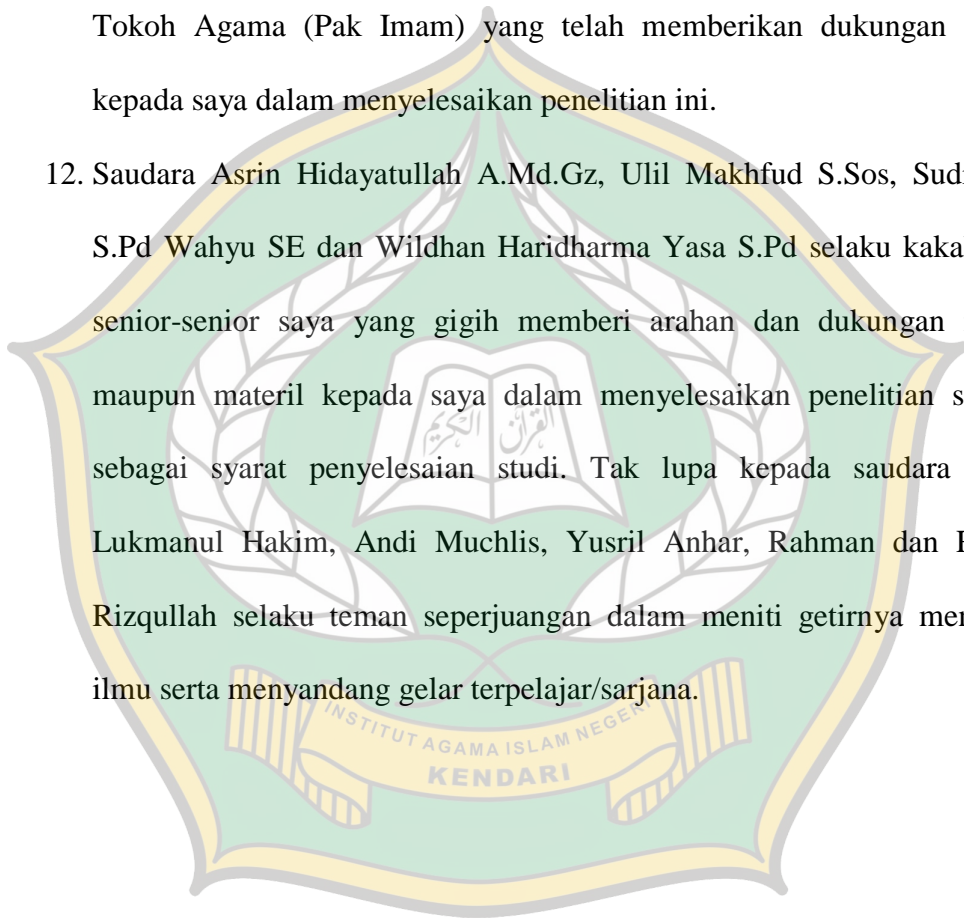 Tokoh Agama (Pak Imam) yang telah memberikan dukungan
kepada saya dalam menyelesaikan penelitian ini.
12. Saudara Asrin Hidayatullah A.Md.Gz, Ulil Makhfud S.Sos,
S.Pd Wahyu SE dan Wildhan Haridharma Yasa S.Pd selaku
senior-senior saya yang gigih memberi arahan dan dukungan
maupun materil kepada saya dalam menyelesaikan penelitian
sebagai syarat penyelesaian studi. Tak lupa kepada saudara
Lukmanul Hakim, Andi Muchlis, Yusril Anhar, Rahman dan
Rizqullah selaku teman seperjuangan dalam meniti getirnya
ilmu serta menyandang gelar terpelajar/sarjana.
القرآن الكريم
INSTITUT AGAMA ISLAM NEGERI
KENDARI